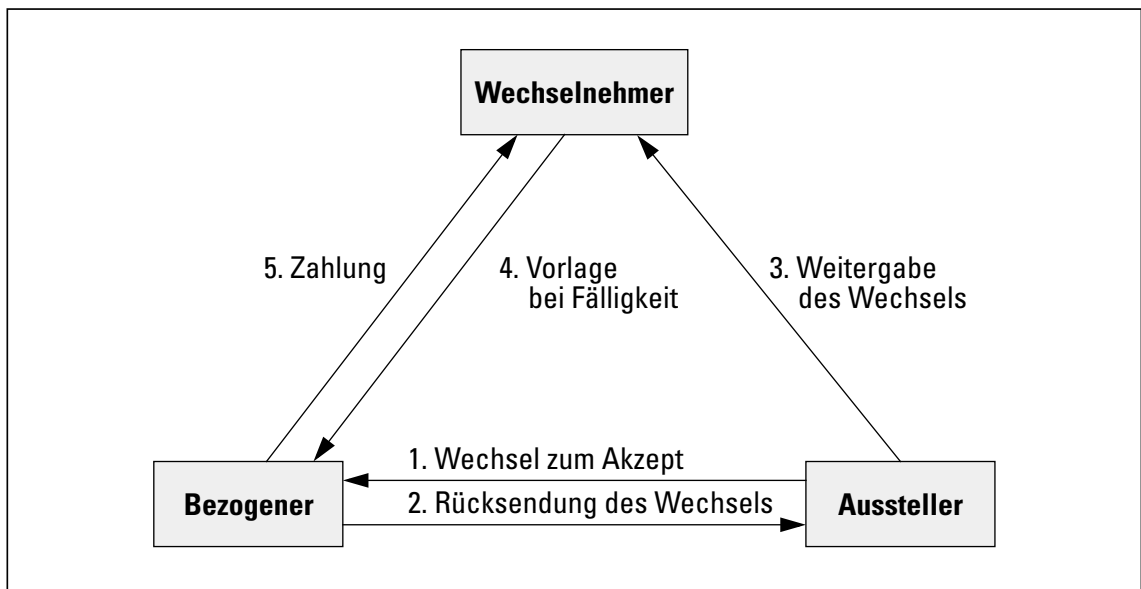 Wechselnehmer
5. Zahlung
4. Vorlage
bei Fälligkeit
3. Weitergabe
des Wechsels
1. Wechsel zum Akzept
2. Rücksendung des Wechsels
Bezogener
Aussteller